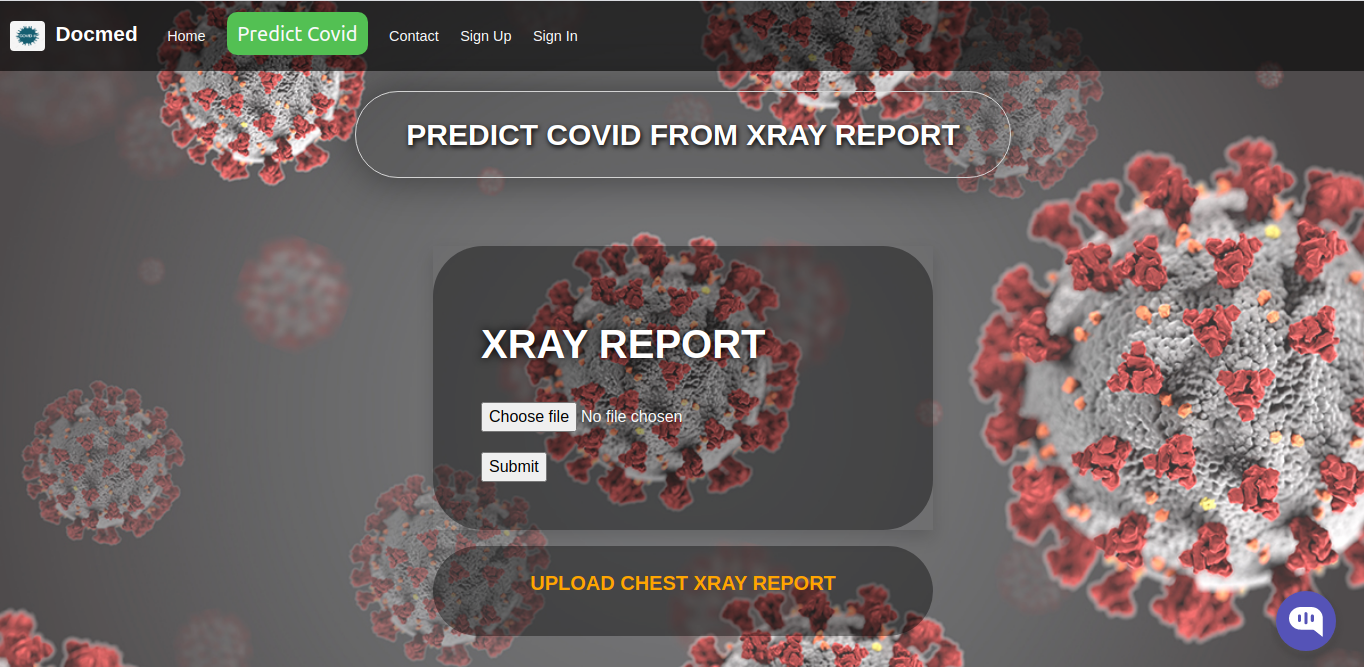 Docmed
Home
Predict Covid
Contact
Sign Up
Sign In
PREDICT COVID FROM XRAY REPORT
XRAY REPORT
Choose file No file chosen
Submit
UPLOAD CHEST XRAY REPORT